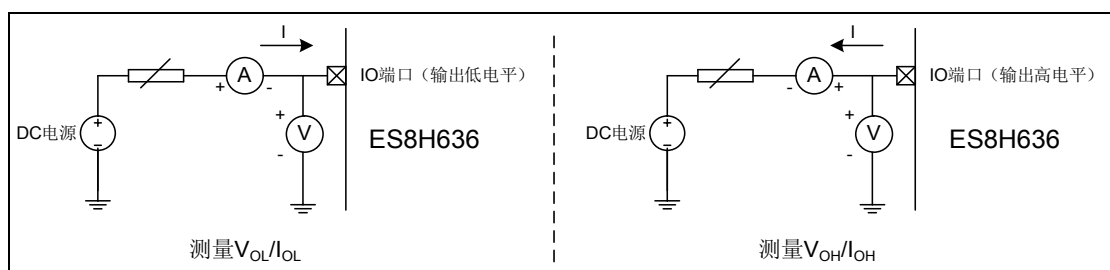 I
A
+
-
IO端口（输出低电平）
DC电源
+
-
+
V
-
ES8H636
测量VOL/IOL
I
A
-
+
IO端口（输出高电平）
DC电源
+
-
+
V
-
ES8H636
测量VOH/IOH